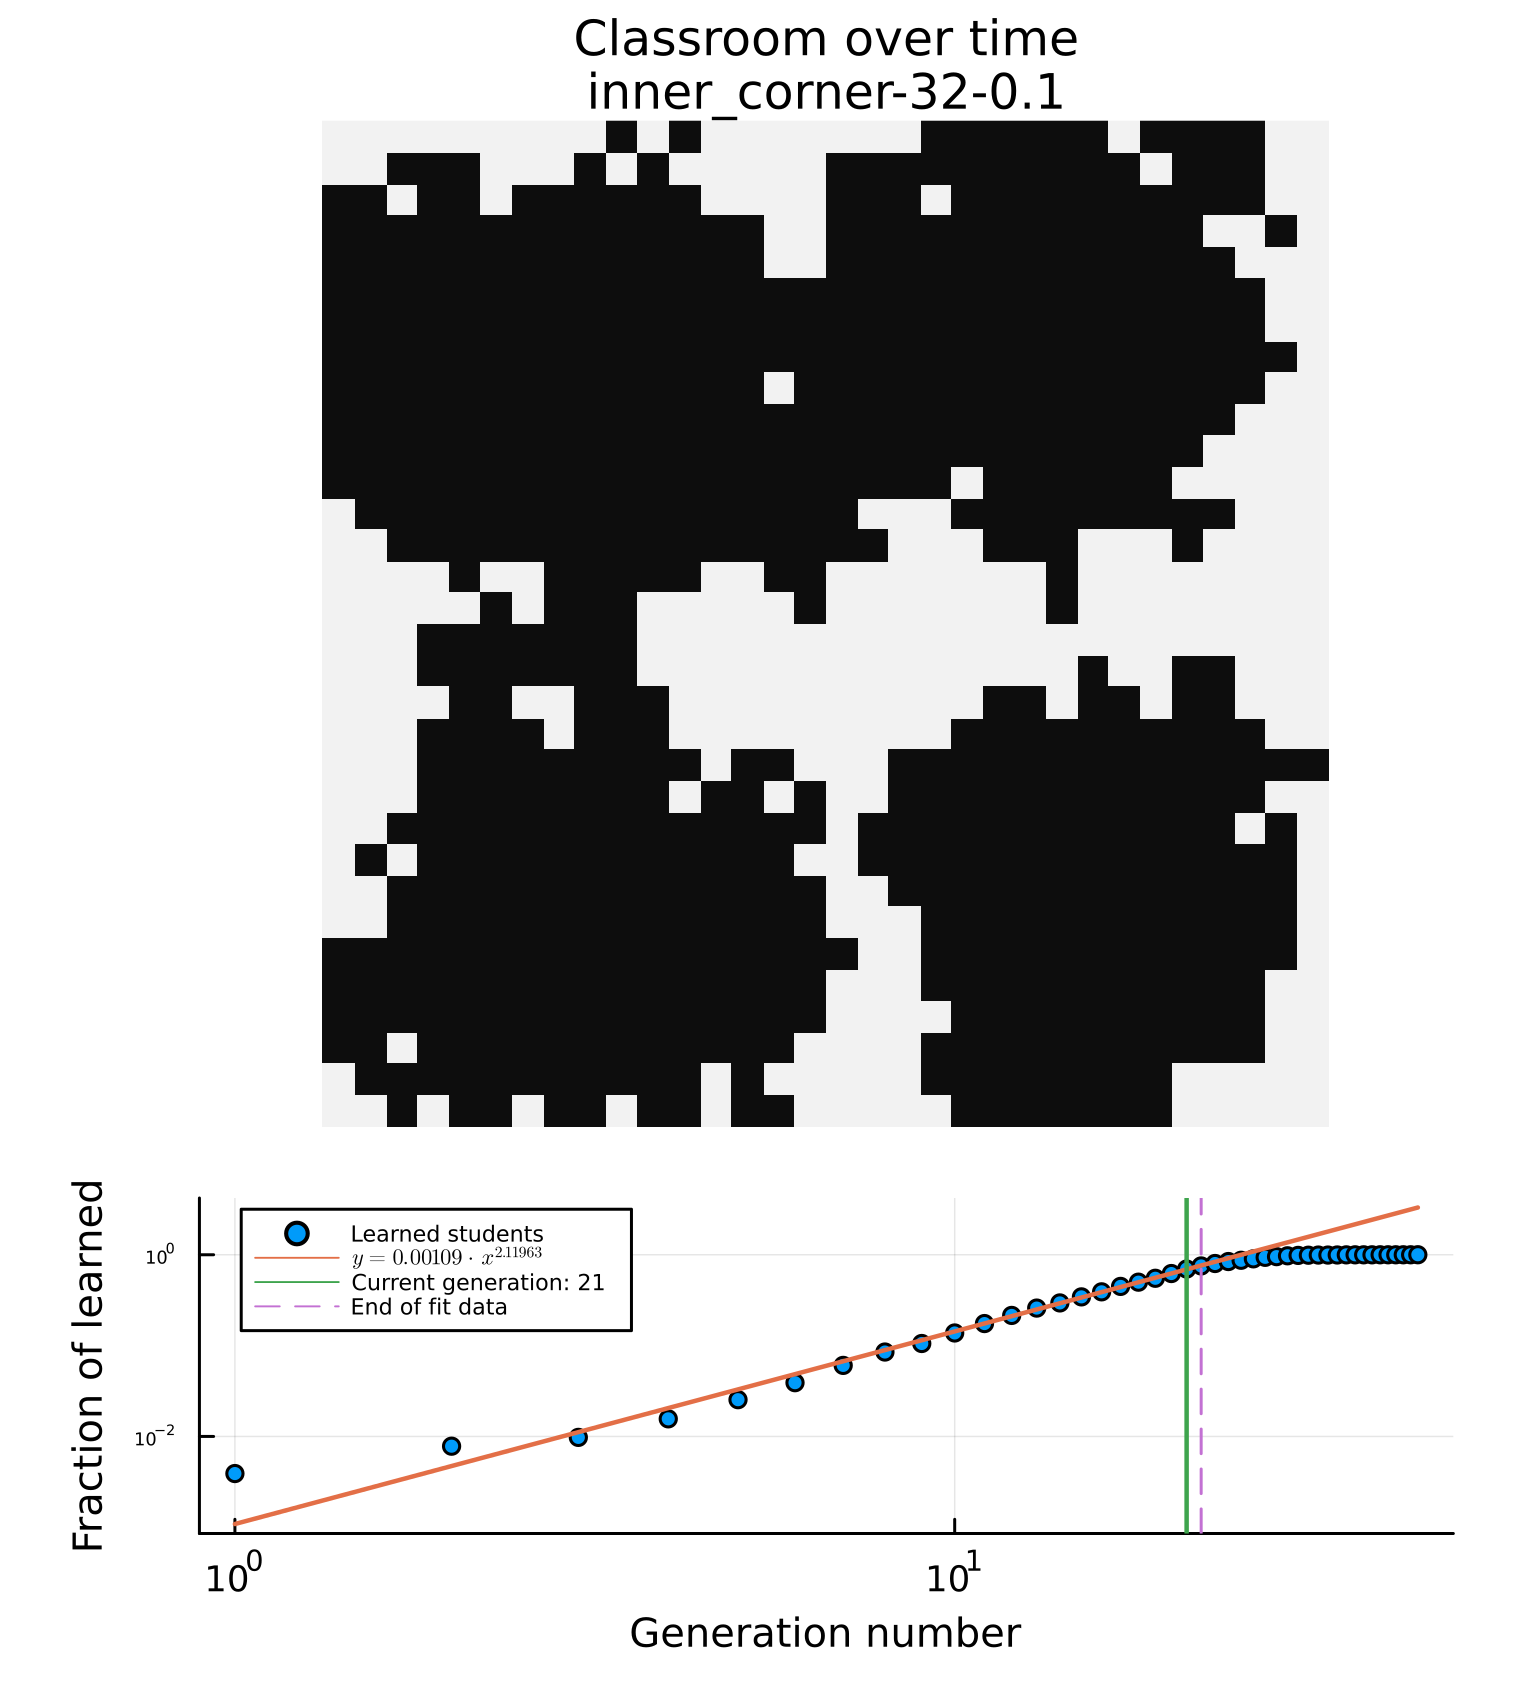 Classroom over time
inner_corner-32-0.1
Fraction of learned
10^0
10^−2
Learned students
y = 0.00109 · x^2.11963
Current generation: 21
End of fit data
10^0
10^1
Generation number